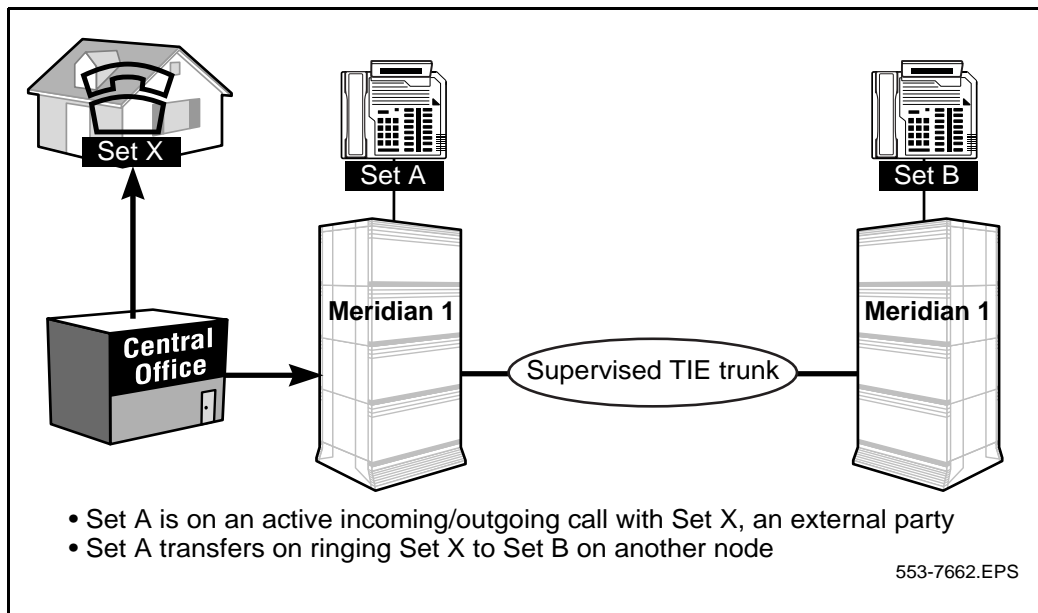 Set X
Set A
Set B
Meridian 1
Meridian 1
Central
Office
Supervised TIE trunk
• Set A is on an active incoming/outgoing call with Set X, an external party
• Set A transfers on ringing Set X to Set B on another node
553-7662.EPS